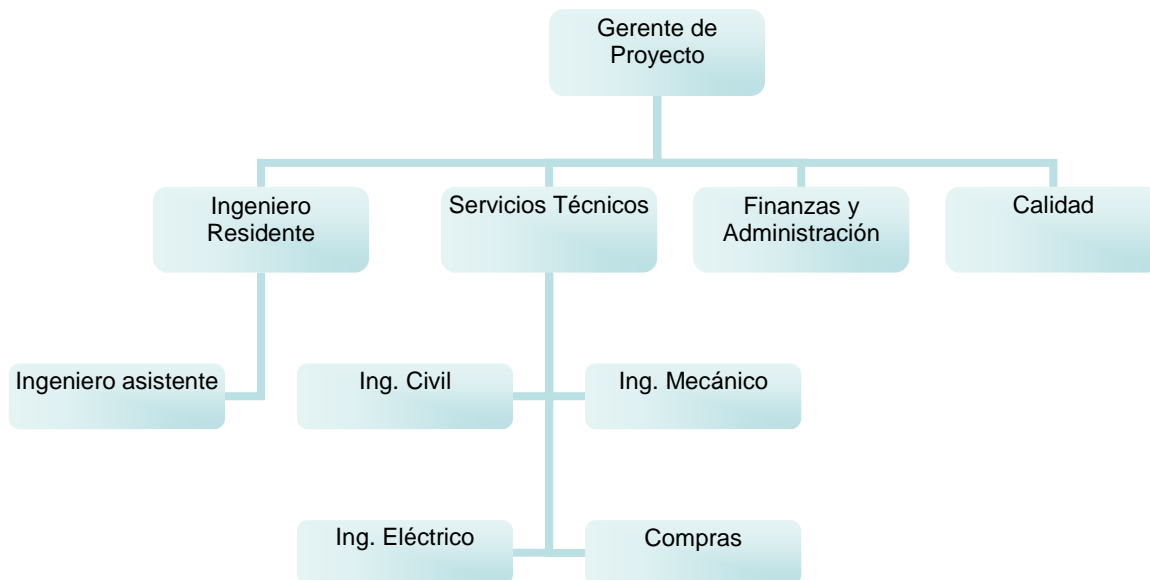 Gerente de
Proyecto
Ingeniero
Residente
Servicios Técnicos
Finanzas y
Administración
Calidad
Ingeniero asistente
Ing. Civil
Ing. Mecánico
Ing. Eléctrico
Compras